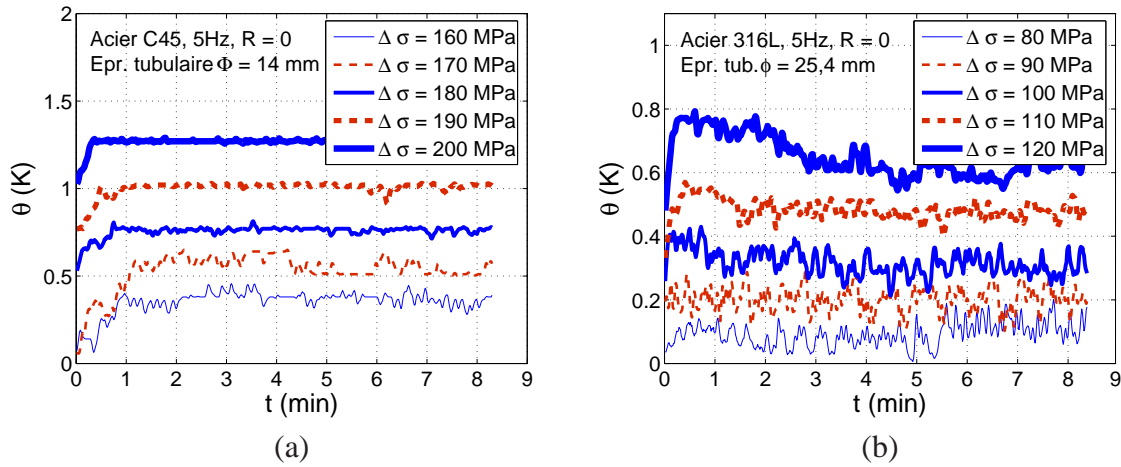 2
1.5
1
0.5
0
θ (K)
Acier C45, 5Hz, R = 0
Epr. tubulaire Φ = 14 mm
Δ σ = 160 MPa
Δ σ = 170 MPa
Δ σ = 180 MPa
Δ σ = 190 MPa
Δ σ = 200 MPa
0 1 2 3 4 5 6 7 8 9
t (min)
(a)
1
0.8
0.6
0.4
0.2
0
θ (K)
Acier 316L, 5Hz, R = 0
Epr. tub. ϕ = 25,4 mm
Δ σ = 80 MPa
Δ σ = 90 MPa
Δ σ = 100 MPa
Δ σ = 110 MPa
Δ σ = 120 MPa
0 1 2 3 4 5 6 7 8 9
t (min)
(b)